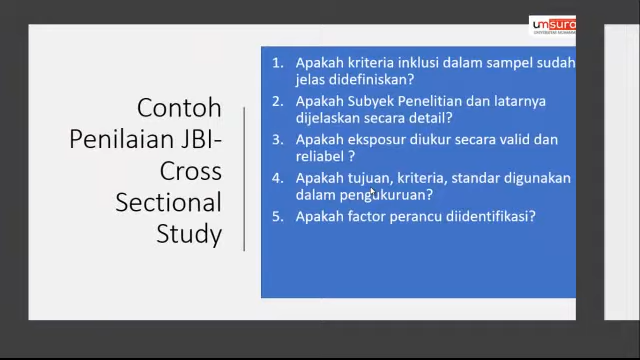 umsura
Contoh
Penilaian JBI-
Cross
Sectional
Study
1. Apakah kriteria inklusi dalam sampel sudah
jelas didefiniskan?
2. Apakah Subyek Penelitian dan latarnya
dijelaskan secara detail?
3. Apakah eksposur diukur secara valid dan
reliabel ?
4. Apakah tujuan, kriteria, standar digunakan
dalam pengukuruan?
5. Apakah factor perancu diidentifikasi?